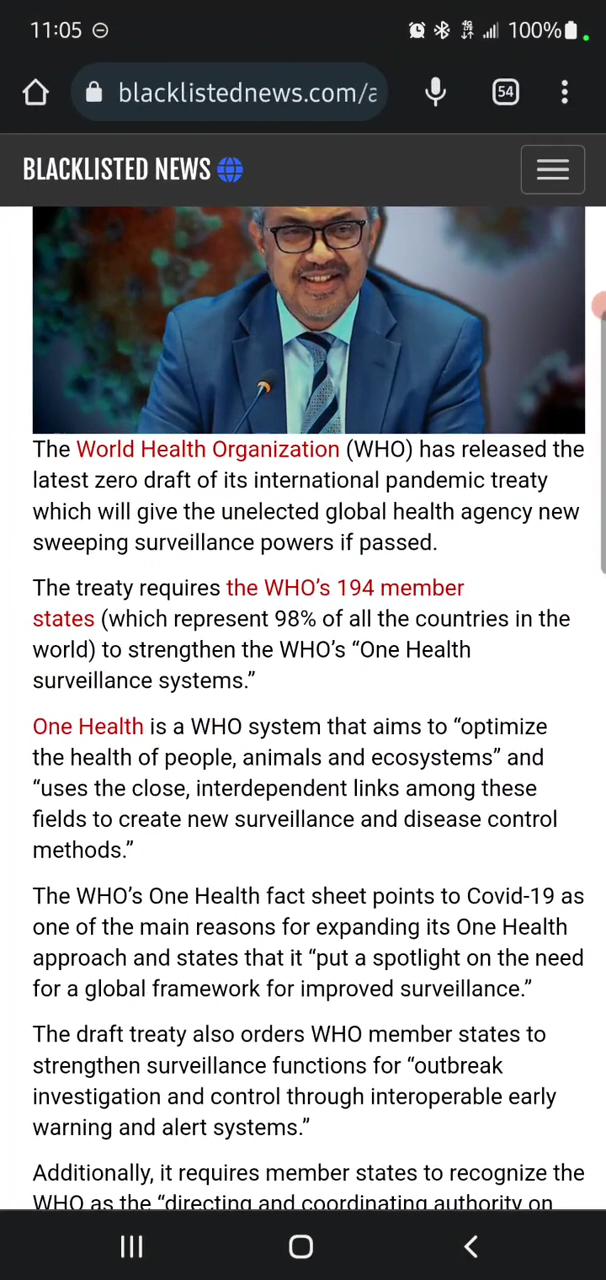 11:05
4G
100%
blacklistednews.com/a
54
BLACKLISTED NEWS
The World Health Organization (WHO) has released the
latest zero draft of its international pandemic treaty
which will give the unelected global health agency new
sweeping surveillance powers if passed.
The treaty requires the WHO’s 194 member
states (which represent 98% of all the countries in the
world) to strengthen the WHO’s “One Health
surveillance systems.”
One Health is a WHO system that aims to “optimize
the health of people, animals and ecosystems” and
“uses the close, interdependent links among these
fields to create new surveillance and disease control
methods.”
The WHO’s One Health fact sheet points to Covid-19 as
one of the main reasons for expanding its One Health
approach and states that it “put a spotlight on the need
for a global framework for improved surveillance.”
The draft treaty also orders WHO member states to
strengthen surveillance functions for “outbreak
investigation and control through interoperable early
warning and alert systems.”
Additionally, it requires member states to recognize the
WHO as the “directing and coordinating authority on